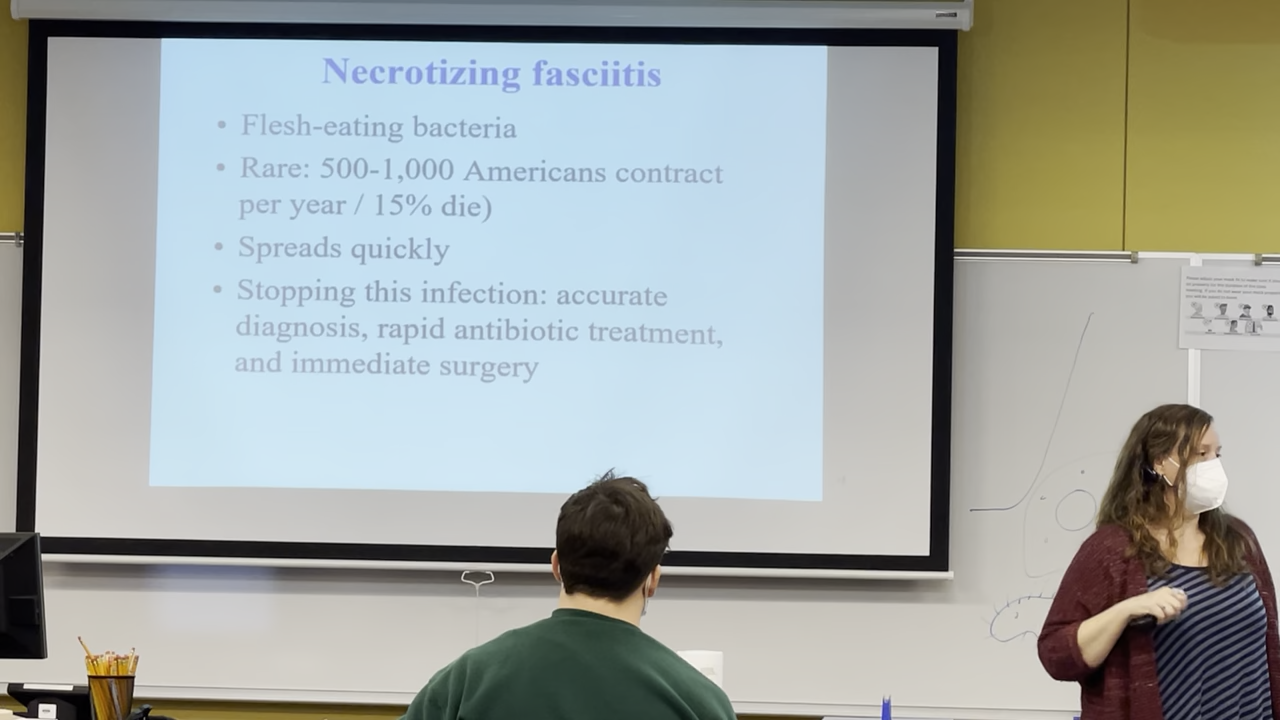 Necrotizing fasciitis
• Flesh-eating bacteria
• Rare: 500-1,000 Americans contract
per year / 15% die)
• Spreads quickly
• Stopping this infection: accurate
diagnosis, rapid antibiotic treatment,
and immediate surgery